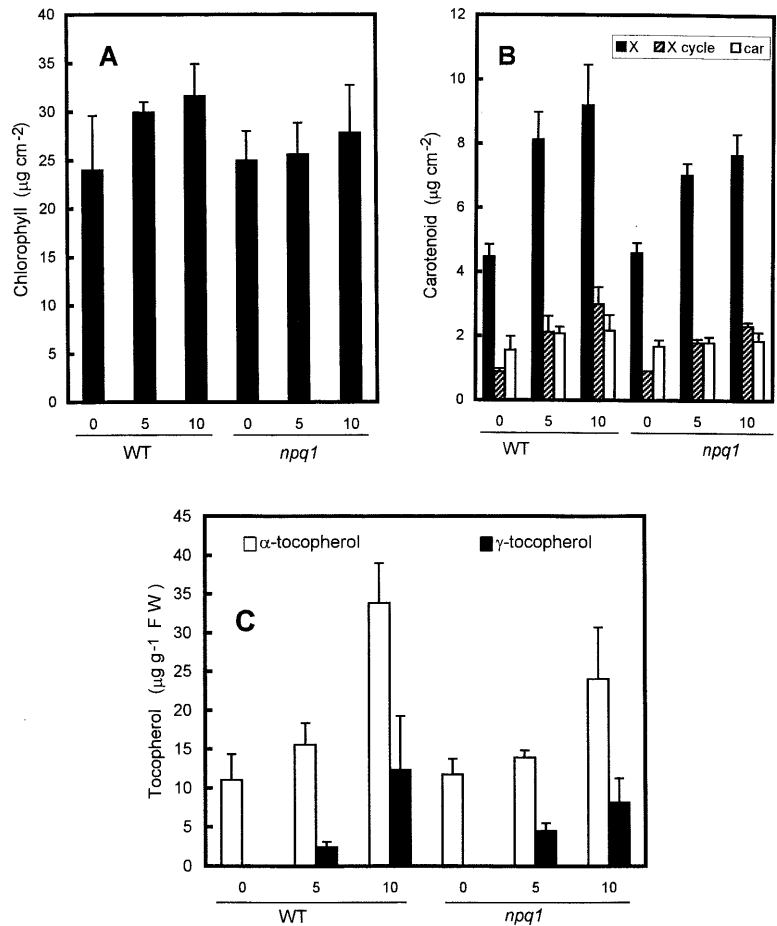 A
Chlorophyll (µg cm-2)
40
35
30
25
20
15
10
5
0
0 5 10 0 5 10
WT npq1
B
X X cycle car
Carotenoid (µg cm-2)
12
10
8
6
4
2
0
0 5 10 0 5 10
WT npq1
C
α-tocopherol γ-tocopherol
Tocopherol (µg g-1 F W)
45
40
35
30
25
20
15
10
5
0
0 5 10 0 5 10
WT npq1